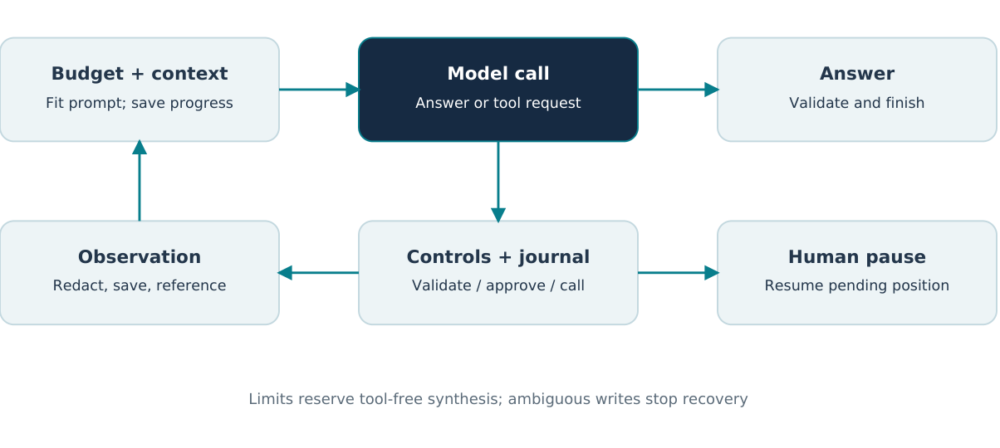 Budget + context
Fit prompt; save progress
Model call
Answer or tool request
Answer
Validate and finish
Observation
Redact, save, reference
Controls + journal
Validate / approve / call
Human pause
Resume pending position
Limits reserve tool-free synthesis; ambiguous writes stop recovery